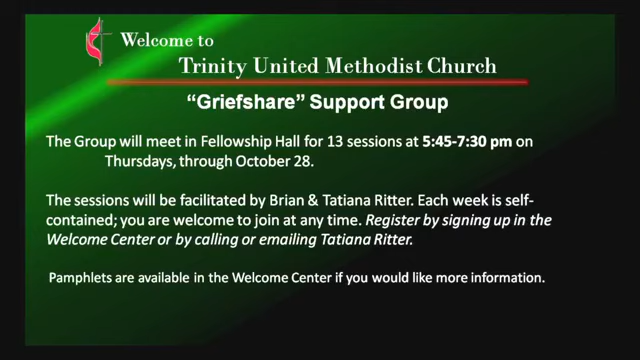 Welcome to
Trinity United Methodist Church
“Griefshare” Support Group
The Group will meet in Fellowship Hall for 13 sessions at 5:45-7:30 pm on
Thursdays, through October 28.
The sessions will be facilitated by Brian & Tatiana Ritter. Each week is self-
contained; you are welcome to join at any time. Register by signing up in the
Welcome Center or by calling or emailing Tatiana Ritter.
Pamphlets are available in the Welcome Center if you would like more information.